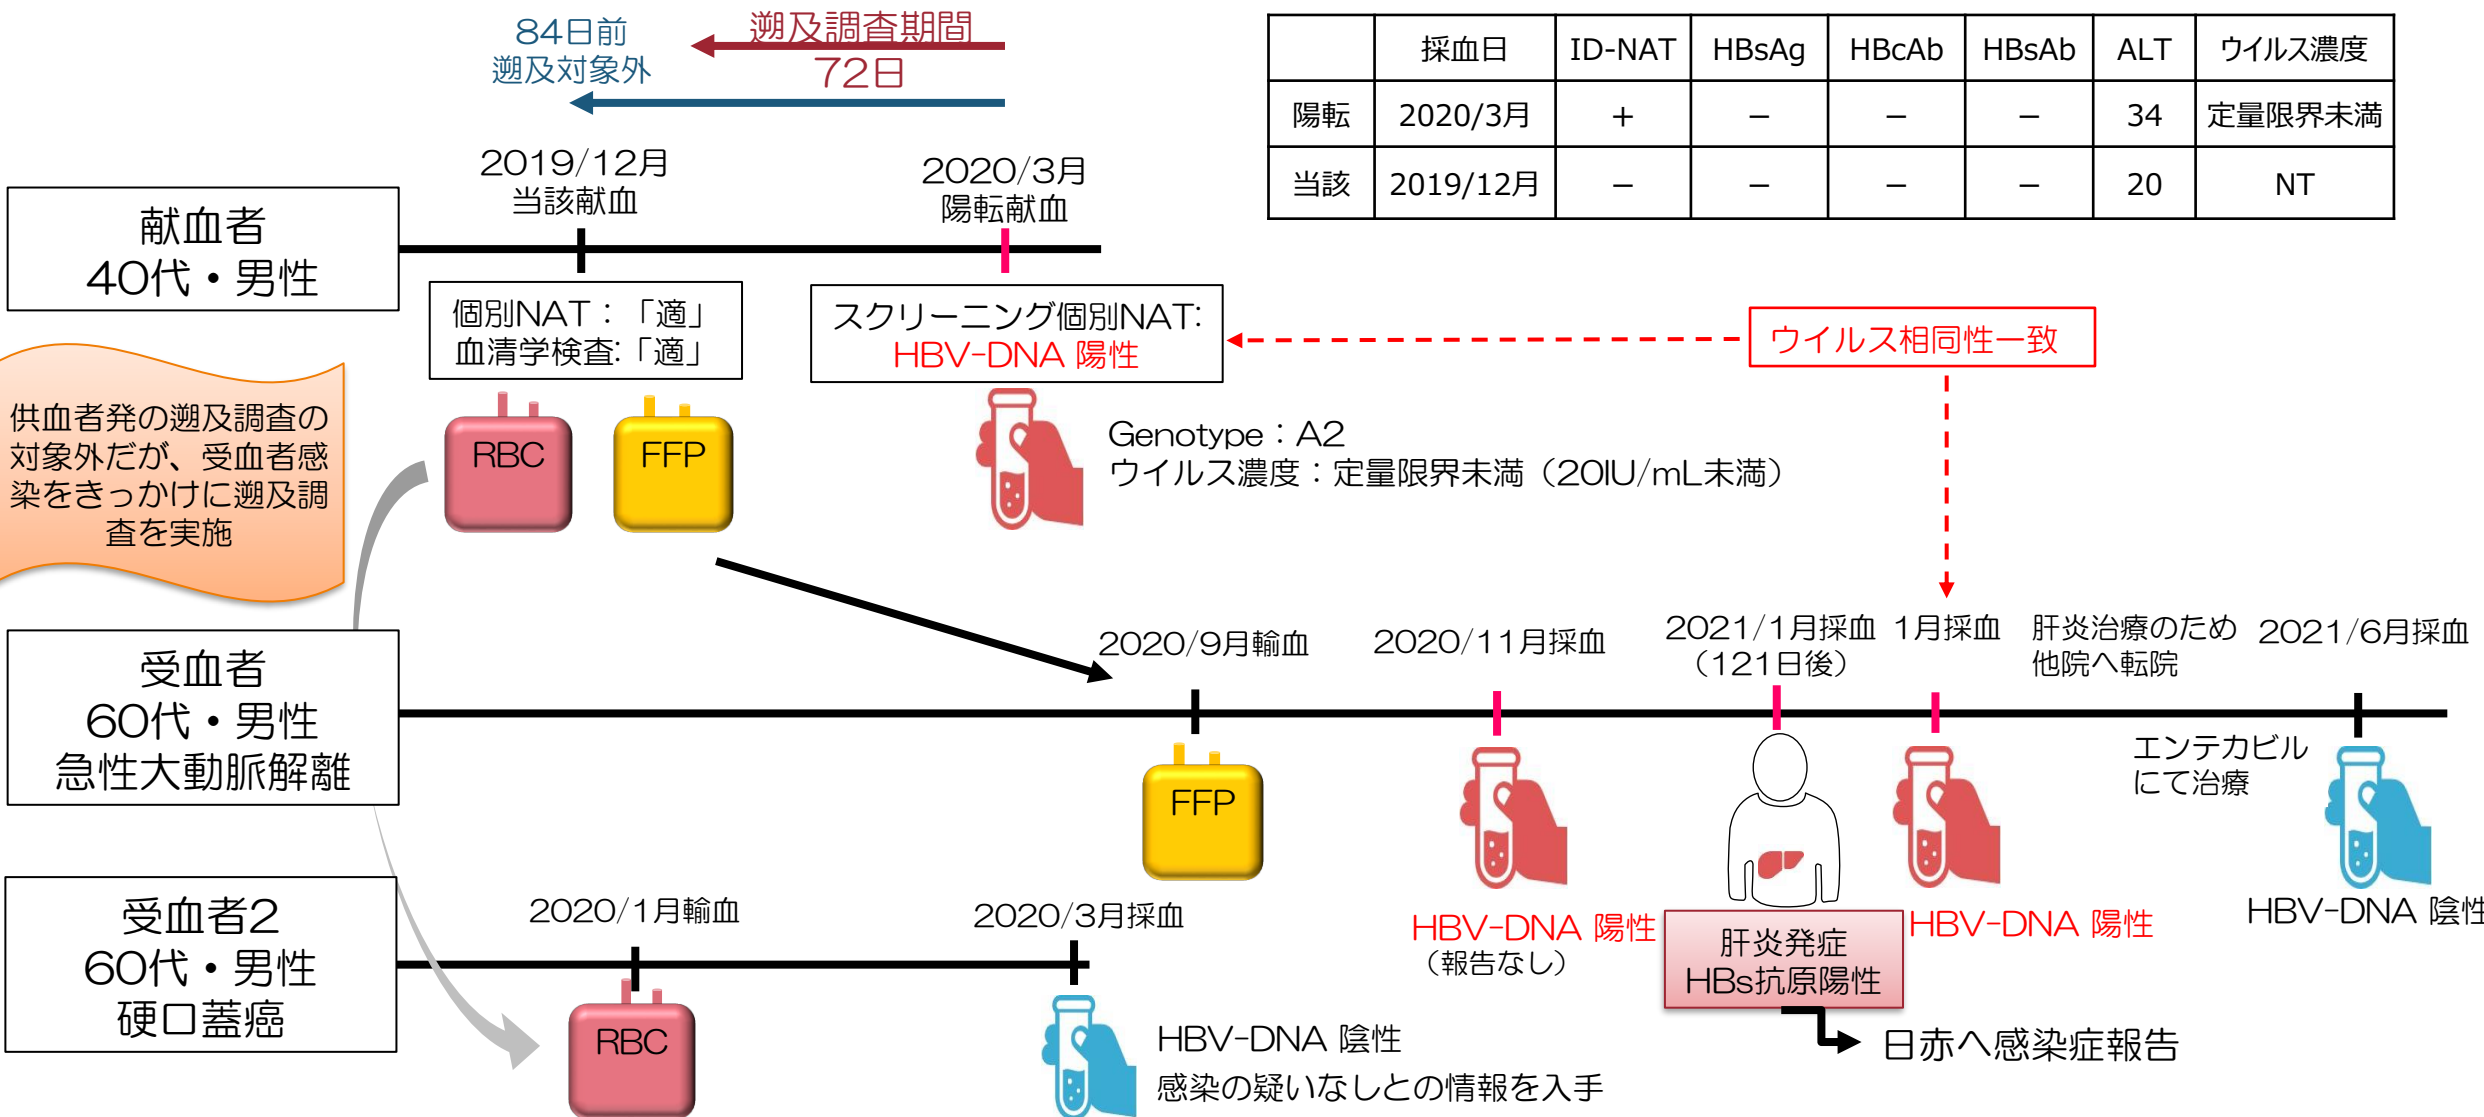 84日前
遡及対象外
遡及調査期間
72日
採血日 ID-NAT HBsAg HBcAb HBsAb ALT ウイルス濃度
陽転 2020/3月 + − − − 34 定量限界未満
当該 2019/12月 − − − − 20 NT
2019/12月
当該献血
2020/3月
陽転献血
献血者
40代・男性
個別NAT：「適」
血清学検査:「適」
スクリーニング個別NAT:
HBV-DNA 陽性
ウイルス相同性一致
供血者発の遡及調査の
対象外だが、受血者感
染をきっかけに遡及調
査を実施
RBC
FFP
Genotype：A2
ウイルス濃度：定量限界未満（20IU/mL未満）
受血者
60代・男性
急性大動脈解離
2020/9月輸血
2020/11月採血
2021/1月採血
（121日後）
1月採血
肝炎治療のため
他院へ転院
2021/6月採血
FFP
エンテカビル
にて治療
HBV-DNA 陽性
（報告なし）
肝炎発症
HBs抗原陽性
HBV-DNA 陽性
HBV-DNA 陰性
日赤へ感染症報告
受血者2
60代・男性
硬口蓋癌
2020/1月輸血
2020/3月採血
RBC
HBV-DNA 陰性
感染の疑いなしとの情報を入手